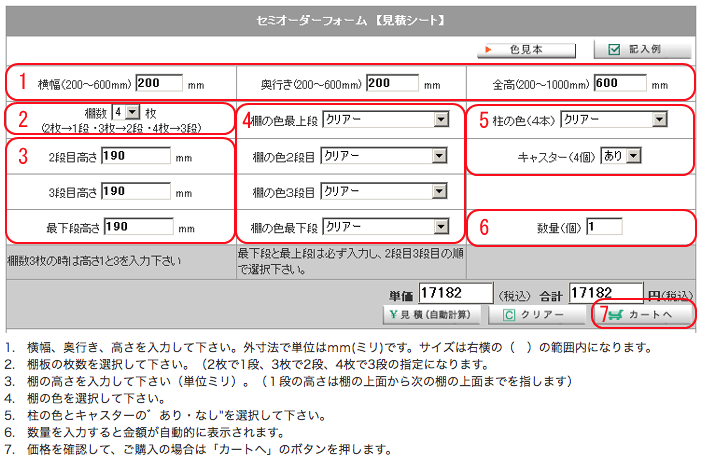 セミオーダーフォーム 【見積シート】
色見本 記入例
1 横幅(200～600mm) 200 mm 奥行き(200～600mm) 200 mm 全高(200～1000mm) 600 mm
2 棚数 4 枚
(2枚→1段・3枚→2段・4枚→3段)
4 棚の色最上段 クリアー
5 柱の色(4本) クリアー
3 2段目高さ 190 mm 棚の色2段目 クリアー キャスター(4個) あり
3段目高さ 190 mm 棚の色3段目 クリアー
最下段高さ 190 mm 棚の色最下段 クリアー 6 数量(個) 1
棚数3枚の時は高さ1と3を入力下さい
最下段と最上段は必ず入力し、2段目3段目の順
で選択下さい。
単価 17182 (税込) 合計 17182 円(税込)
¥見積(自動計算) C クリアー 7 カートへ
1. 横幅、奥行き、高さを入力して下さい。外寸法で単位はmm(ミリ)です。サイズは右横の（　）の範囲内になります。
2. 棚板の枚数を選択して下さい。（2枚で1段、3枚で2段、4枚で3段の指定になります。
3. 棚の高さを入力して下さい（単位ミリ）。（１段の高さは棚の上面から次の棚の上面までを指します）
4. 棚の色を選択して下さい。
5. 柱の色とキャスターの゛あり・なし"を選択して下さい。
6. 数量を入力すると金額が自動的に表示されます。
7. 価格を確認して、ご購入の場合は「カートへ」のボタンを押します。